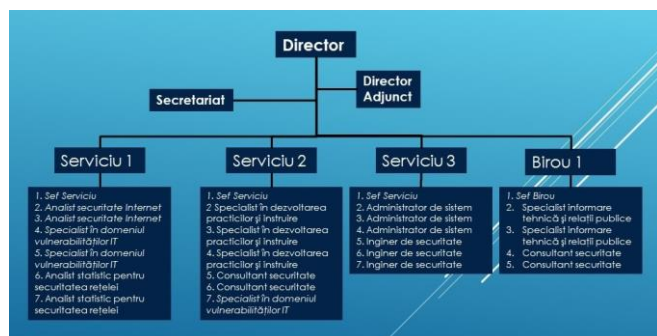 Director
Director
Adjunct
Secretariat
Serviciu 1
Serviciu 2
Serviciu 3
Birou 1
1. Sef Serviciu
2. Analist securitate Internet
3. Analist securitate Internet
4. Specialist în domeniul
vulnerabilităților IT
5. Specialist în domeniul
vulnerabilităților IT
6. Analist statistic pentru
securitatea rețelei
7. Analist statistic pentru
securitatea rețelei
1. Sef Serviciu
2 Specialist în dezvoltarea
practicilor și instruire
3. Specialist în dezvoltarea
practicilor și instruire
4. Specialist în dezvoltarea
practicilor și instruire
5. Consultant securitate
6. Consultant securitate
7. Specialist în domeniul
vulnerabilităților IT
1. Sef Serviciu
2. Administrator de sistem
3. Administrator de sistem
4. Administrator de sistem
5. Inginer de securitate
6. Inginer de securitate
7. Inginer de securitate
1. Sef Birou
2. Specialist informare
tehnică și relații publice
3. Specialist informare
tehnică și relații publice
4. Consultant securitate
5. Consultant securitate